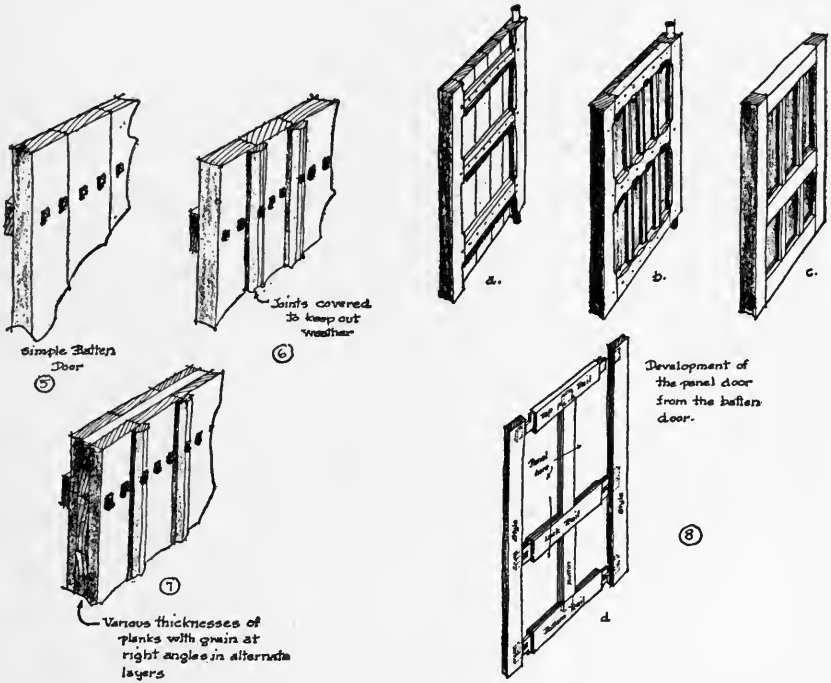 Simple Batten
Door
5
Joints covered
to keep out
weather
6
Various thicknesses of
planks with grain at
right angles in alternate
layers
7
a.
b.
c.
Development of
the panel door
from the batten
door.
8
Top Rail
Panel
here
Style
Style
Lock Rail
Bottom Rail
d